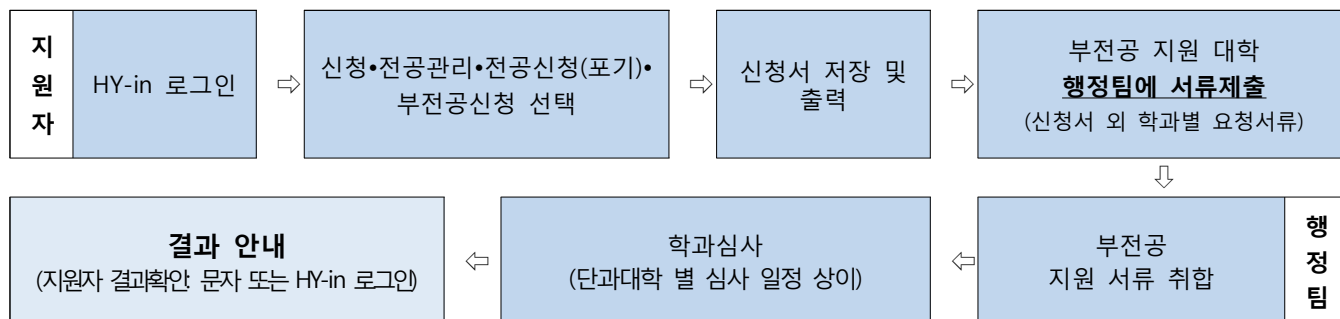 지
원
자
HY-in 로그인
⇨
신청•전공관리•전공신청(포기)•
부전공신청 선택
⇨
신청서 저장 및
출력
⇨
부전공 지원 대학
행정팀에 서류제출
(신청서 외 학과별 요청서류)
⇩
행
정
팀
부전공
지원 서류 취합
⇦
학과심사
(단과대학 별 심사 일정 상이)
⇦
결과 안내
(지원자 결과확인: 문자 또는 HY-in 로그인)